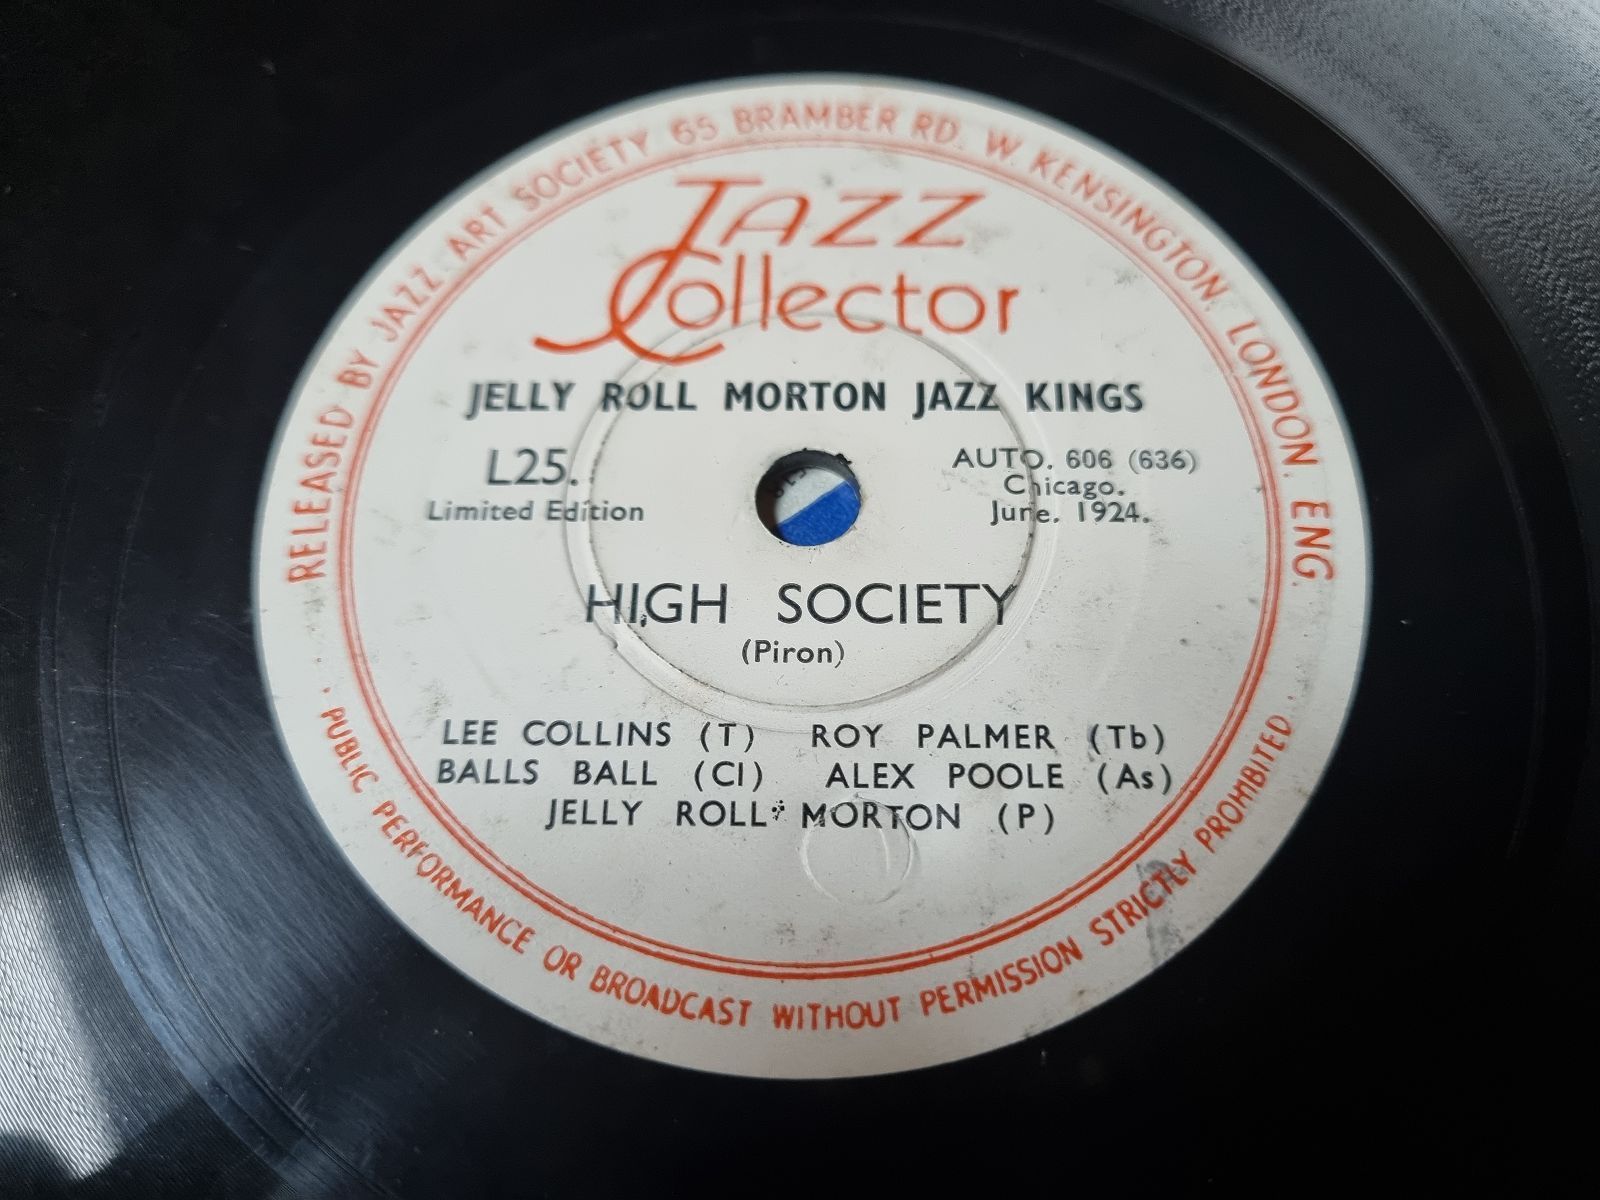 RELEASED BY JAZZ ART SOCIETY 65 BRAMBER RD. W. KENSINGTON. LONDON. ENG.
JAZZ
Collector
JELLY ROLL MORTON JAZZ KINGS
L25.
Limited Edition
AUTO. 606 (636)
Chicago.
June. 1924.
HIGH SOCIETY
(Piron)
LEE COLLINS (T) ROY PALMER (Tb)
BALLS BALL (Cl) ALEX POOLE (As)
JELLY ROLL MORTON (P)
PUBLIC PERFORMANCE OR BROADCAST WITHOUT PERMISSION STRICTLY PROHIBITED